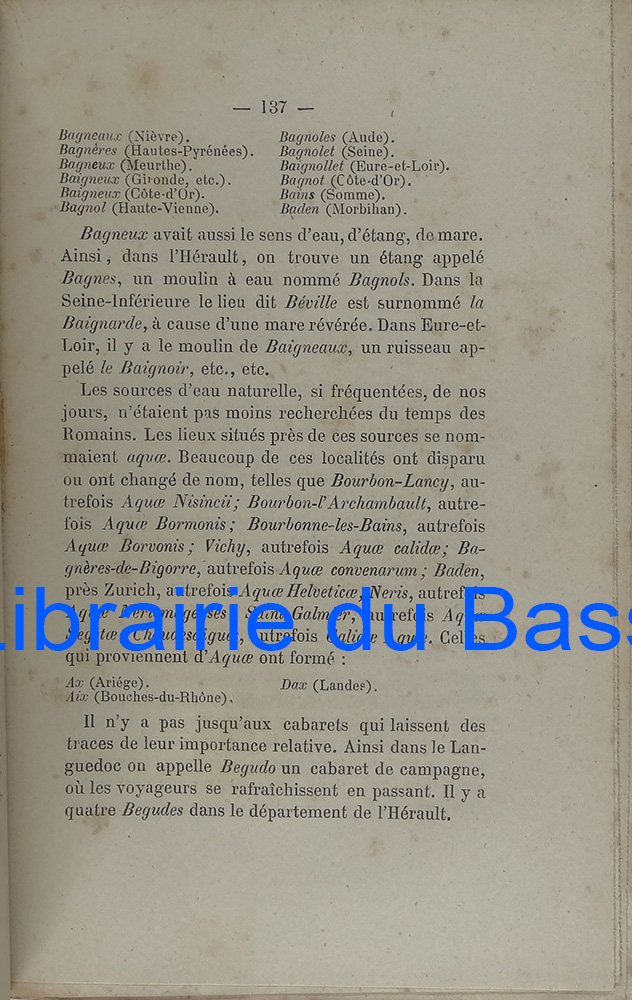 — 137 —
Bagneaux (Nièvre).
Bagnères (Hautes-Pyrénées).
Bagneux (Meurthe).
Baigneux (Gironde, etc.).
Baigneux (Côte-d'Or).
Bagnol (Haute-Vienne).
Bagnoles (Aude).
Bagnolet (Seine).
Baignollet (Eure-et-Loir).
Bagnot (Côte-d'Or).
Bains (Somme).
Baden (Morbihan).
Bagneux avait aussi le sens d'eau, d'étang, de mare.
Ainsi, dans l'Hérault, on trouve un étang appelé
Bagnes, un moulin à eau nommé Bagnols. Dans la
Seine-Inférieure le lieu dit Béville est surnommé la
Baignarde, à cause d'une mare révérée. Dans Eure-et-
Loir, il y a le moulin de Baigneaux, un ruisseau ap-
pelé le Baignoir, etc., etc.
Les sources d'eau naturelle, si fréquentées, de nos
jours, n'étaient pas moins recherchées du temps des
Romains. Les lieux situés près de ces sources se nom-
maient aquæ. Beaucoup de ces localités ont disparu
ou ont changé de nom, telles que Bourbon-Lancy, au-
trefois Aquæ Nisincii; Bourbon-l'Archambault, autre-
fois Aquæ Bormonis; Bourbonne-les-Bains, autrefois
Aquæ Borvonis; Vichy, autrefois Aquæ calidæ; Ba-
gnères-de-Bigorre, autrefois Aquæ convenarum; Baden,
près Zurich, autrefois Aquæ Helveticæ; Neris, autrefois
Saint-Galmier, autrefois
autrefois Calidæ Aquæ. Celles
qui proviennent d'Aquæ ont formé :
Ax (Ariége).
Aix (Bouches-du-Rhône).
Dax (Landes).
Il n'y a pas jusqu'aux cabarets qui laissent des
traces de leur importance relative. Ainsi dans le Lan-
guedoc on appelle Begudo un cabaret de campagne,
où les voyageurs se rafraîchissent en passant. Il y a
quatre Begudes dans le département de l'Hérault.
Librairie du Bass